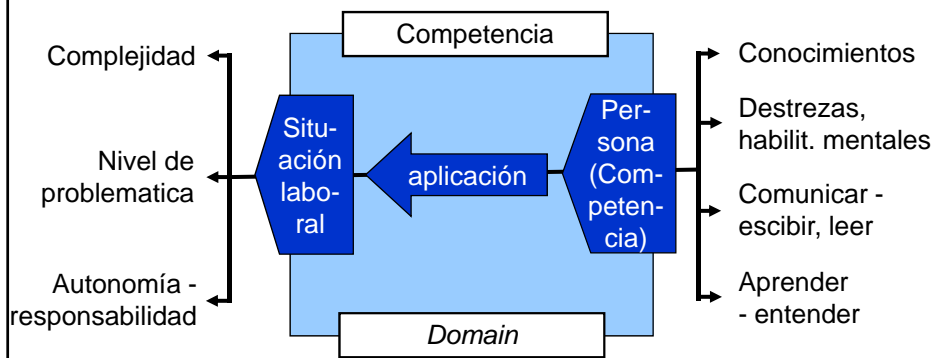 Competencia
Complejidad
Nivel de
problematica
Autonomía -
responsabilidad
Situ-
ación
labo-
ral
aplicación
Per-
sona
(Com-
peten-
cia)
Conocimientos
Destrezas,
habilit. mentales
Comunicar -
escibir, leer
Aprender
- entender
Domain